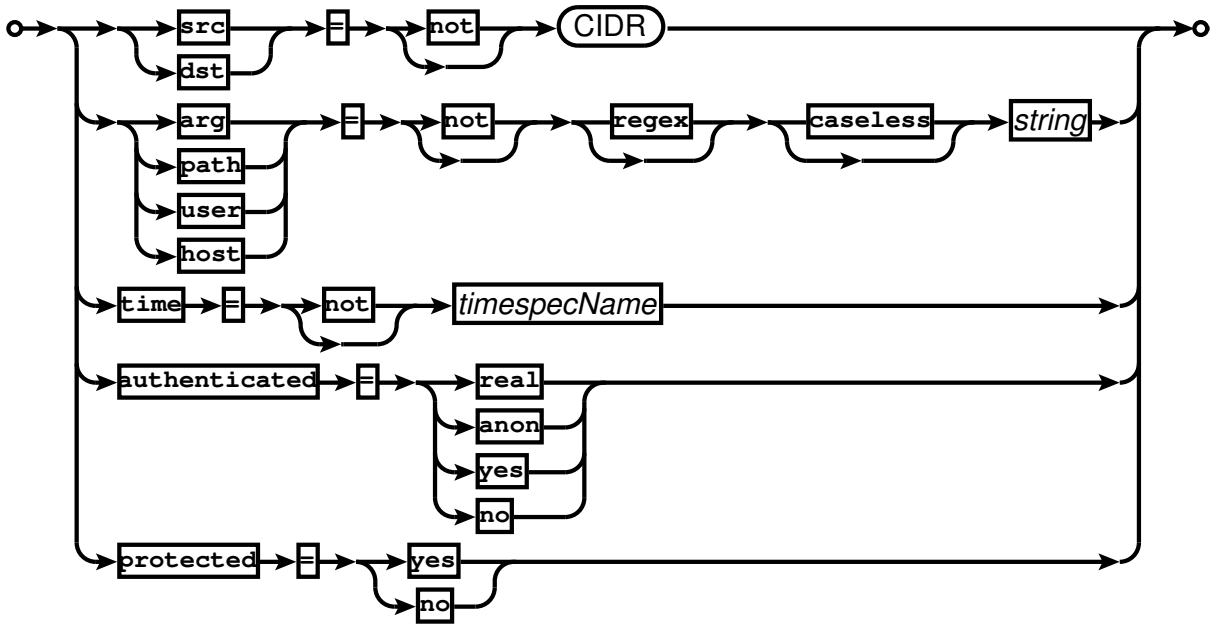 src = not CIDR
dst
arg = not regex caseless string
path
user
host
time = not timespecName
authenticated = real
anon
yes
no
protected = yes
no